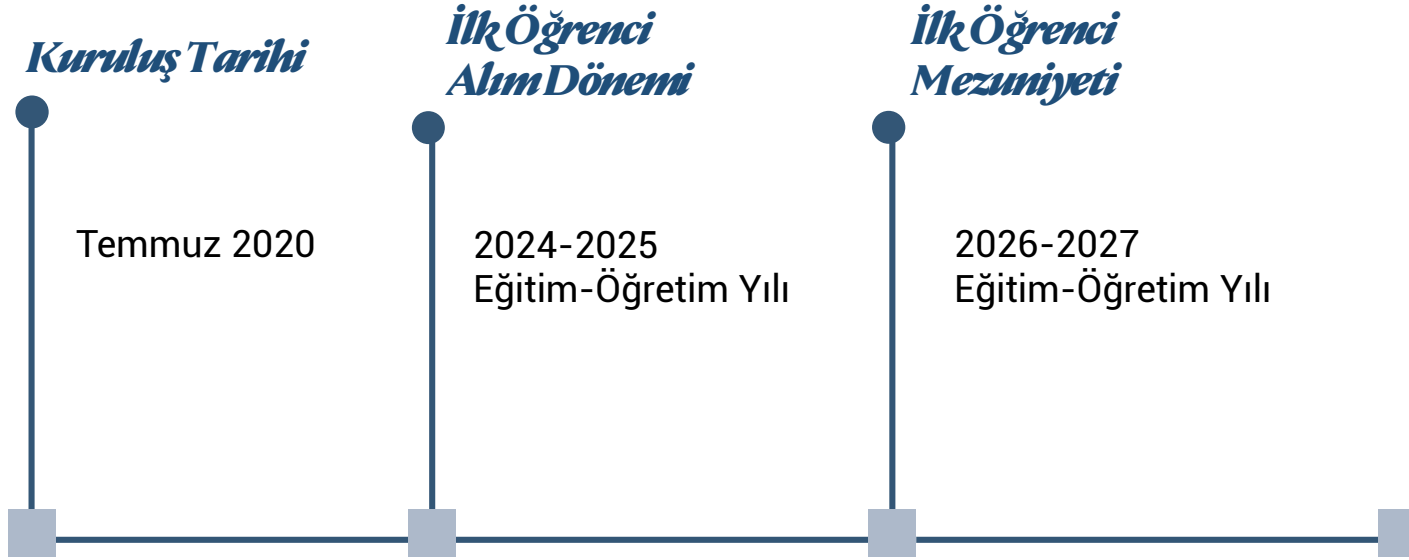 Kuruluş Tarihi
Temmuz 2020
İlk Öğrenci
Alım Dönemi
2024-2025
Eğitim-Öğretim Yılı
İlk Öğrenci
Mezuniyeti
2026-2027
Eğitim-Öğretim Yılı